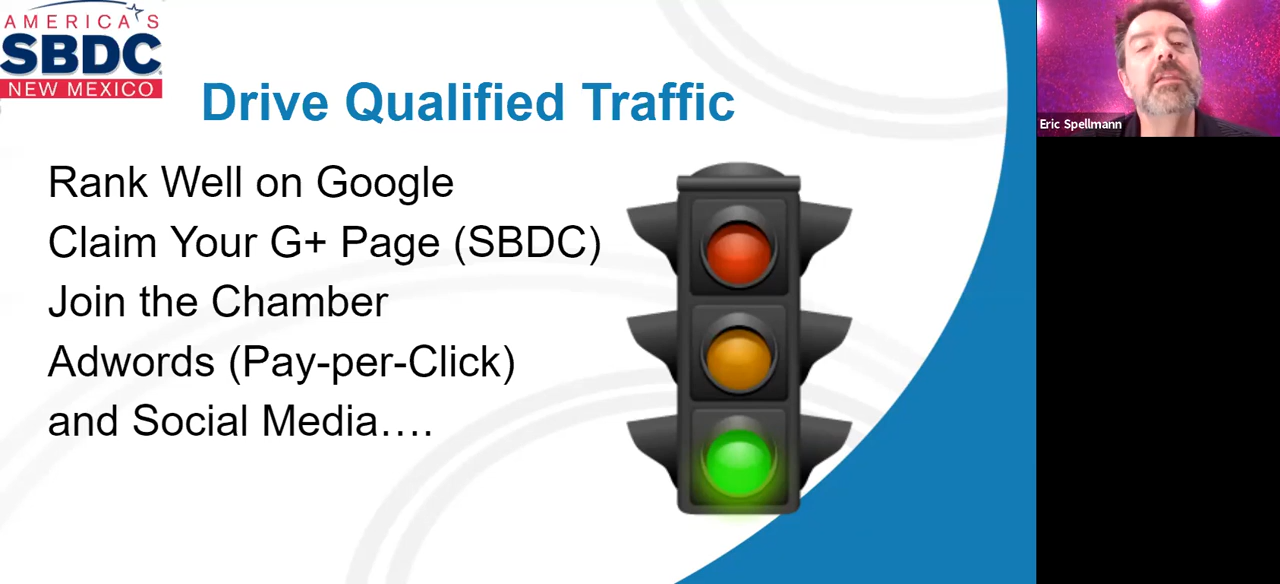 AMERICA'S
SBDC
NEW MEXICO
Drive Qualified Traffic
Rank Well on Google
Claim Your G+ Page (SBDC)
Join the Chamber
Adwords (Pay-per-Click)
and Social Media….
Eric Spellmann